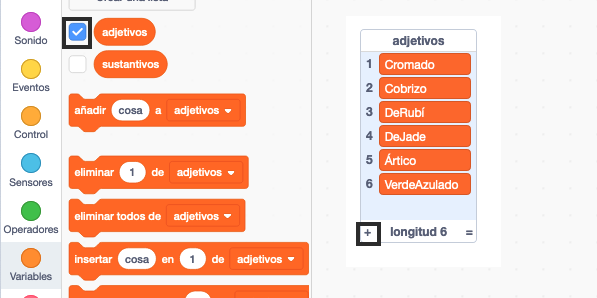 Crear una lista
Sonido
Eventos
Control
Sensores
Operadores
Variables
adjetivos
sustantivos
añadir cosa a adjetivos
eliminar 1 de adjetivos
eliminar todos de adjetivos
insertar cosa en 1 de adjetivos
adjetivos
1 Cromado
2 Cobrizo
3 DeRubí
4 DeJade
5 Ártico
6 VerdeAzulado
+ longitud 6 =